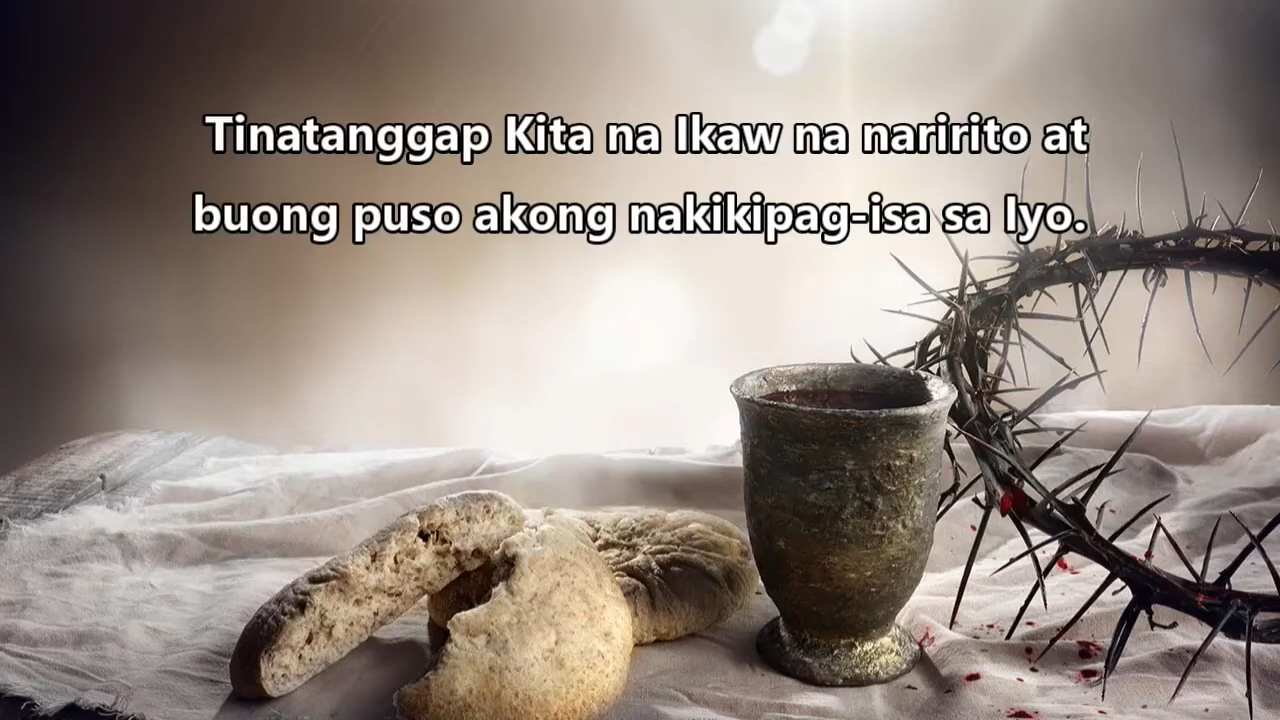 Tinatanggap Kita na Ikaw na naririto at
buong puso akong nakikipag-isa sa Iyo.